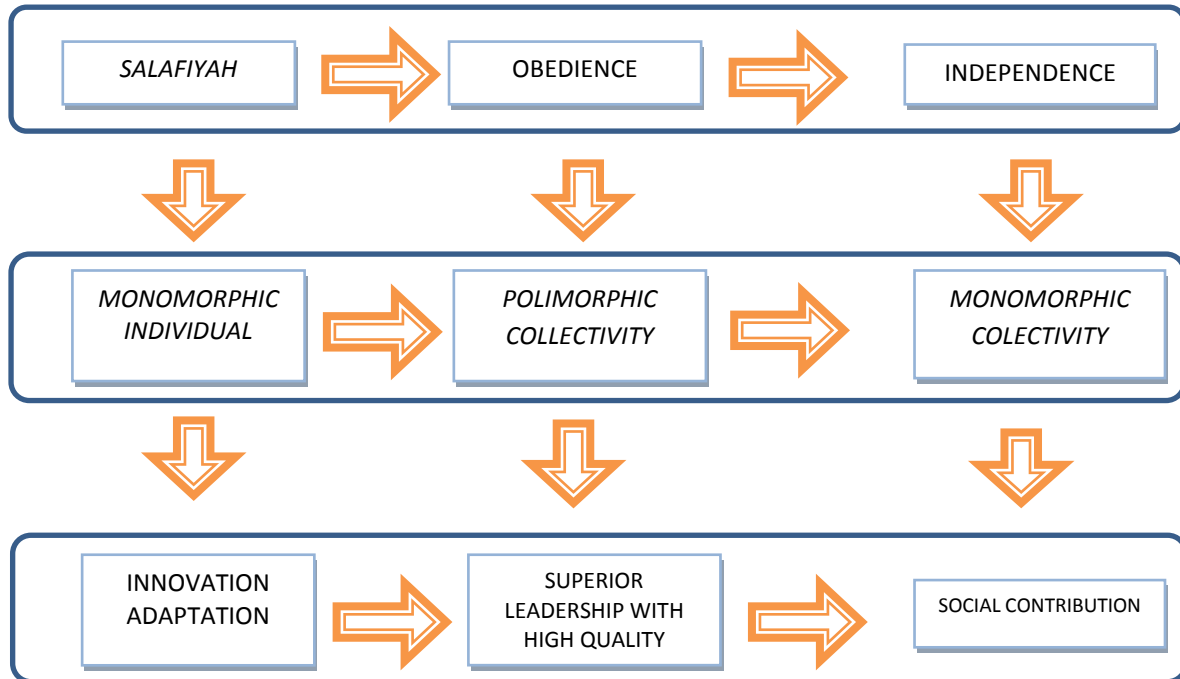 SALAFIYAH
OBEDIENCE
INDEPENDENCE
MONOMORPHIC
INDIVIDUAL
POLIMORPHIC
COLLECTIVITY
MONOMORPHIC
COLECTIVITY
INNOVATION
ADAPTATION
SUPERIOR
LEADERSHIP WITH
HIGH QUALITY
SOCIAL CONTRIBUTION